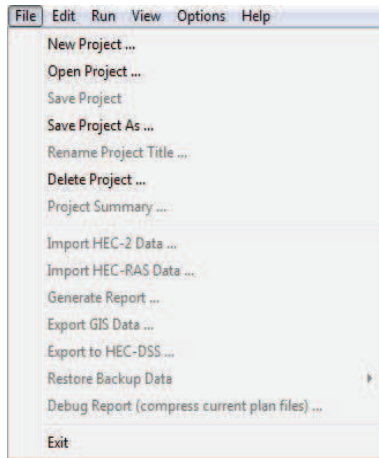 File Edit Run View Options Help
New Project ...
Open Project ...
Save Project
Save Project As ...
Rename Project Title ...
Delete Project ...
Project Summary ...
Import HEC-2 Data ...
Import HEC-RAS Data ...
Generate Report ...
Export GIS Data ...
Export to HEC-DSS ...
Restore Backup Data
Debug Report (compress current plan files) ...
Exit